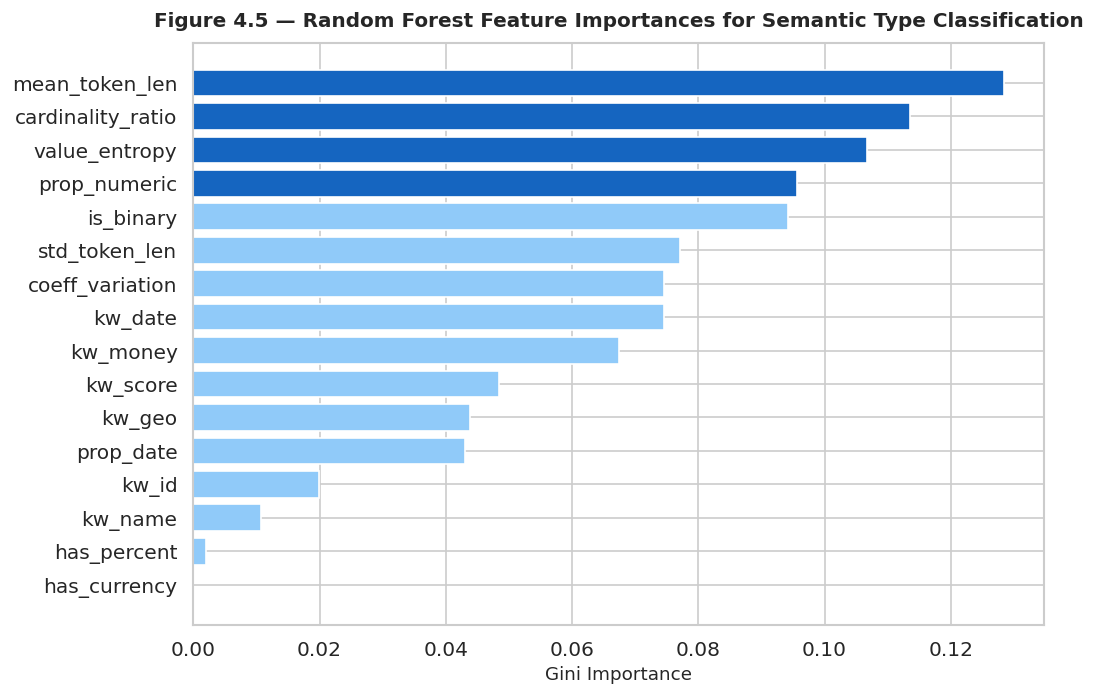 Figure 4.5 — Random Forest Feature Importances for Semantic Type Classification
mean_token_len
cardinality_ratio
value_entropy
prop_numeric
is_binary
std_token_len
coeff_variation
kw_date
kw_money
kw_score
kw_geo
prop_date
kw_id
kw_name
has_percent
has_currency
0.00 0.02 0.04 0.06 0.08 0.10 0.12
Gini Importance